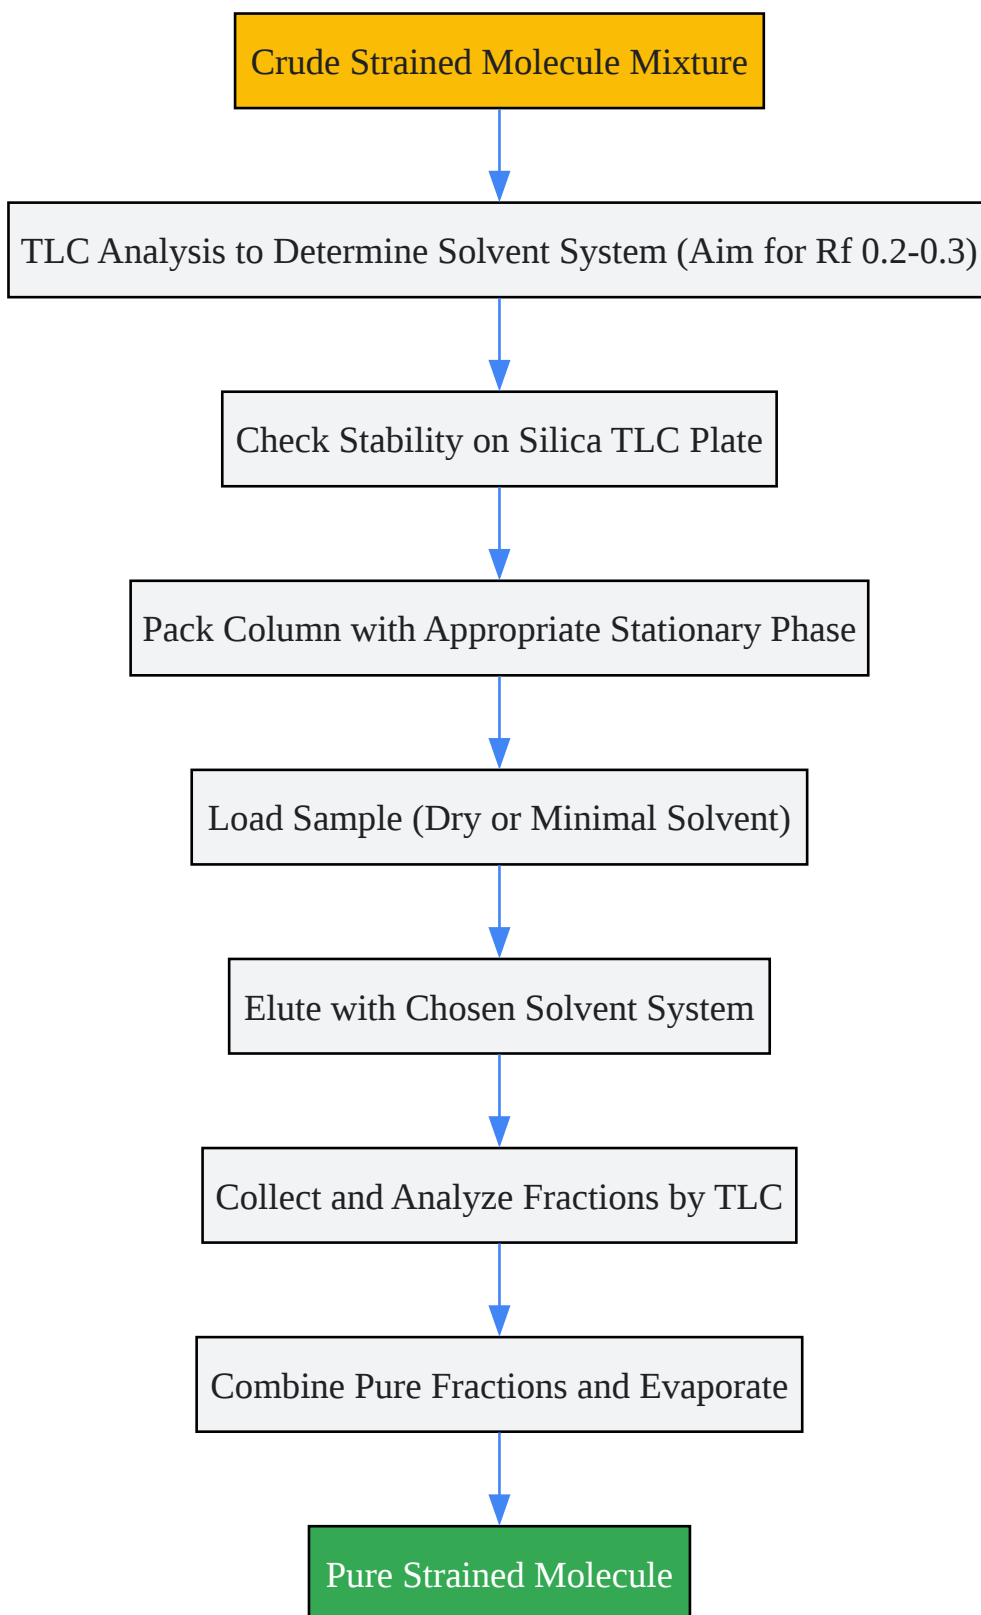 Crude Strained Molecule Mixture
TLC Analysis to Determine Solvent System (Aim for Rf 0.2-0.3)
Check Stability on Silica TLC Plate
Pack Column with Appropriate Stationary Phase
Load Sample (Dry or Minimal Solvent)
Elute with Chosen Solvent System
Collect and Analyze Fractions by TLC
Combine Pure Fractions and Evaporate
Pure Strained Molecule